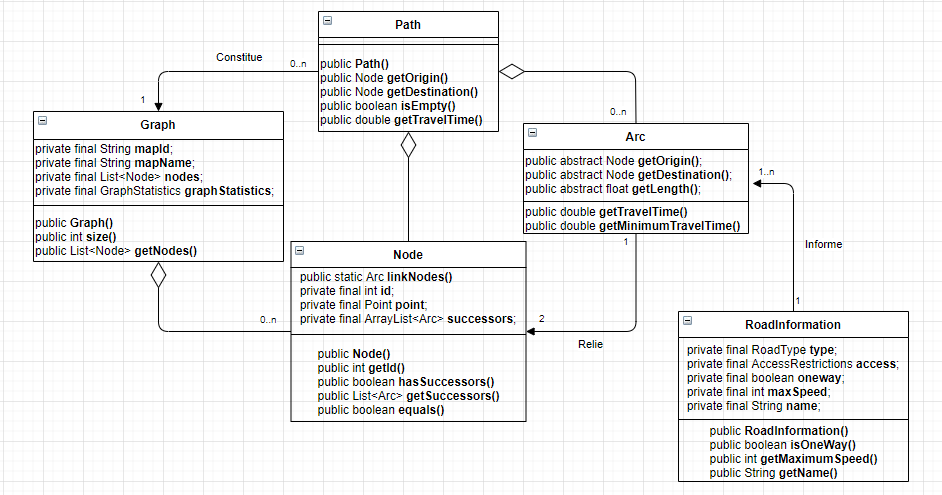 Path
public Path()
public Node getOrigin()
public Node getDestination()
public boolean isEmpty()
public double getTravelTime()
Constitue
0..n
1
Graph
private final String mapId;
private final String mapName;
private final List<Node> nodes;
private final GraphStatistics graphStatistics;
public Graph()
public int size()
public List<Node> getNodes()
0..n
0..n
Arc
public abstract Node getOrigin();
public abstract Node getDestination();
public abstract float getLength();
public double getTravelTime()
public double getMinimumTravelTime()
1..n
Informe
1
1
2
Relie
Node
public static Arc linkNodes()
private final int id;
private final Point point;
private final ArrayList<Arc> successors;
public Node()
public int getId()
public boolean hasSuccessors()
public List<Arc> getSuccessors()
public boolean equals()
RoadInformation
private final RoadType type;
private final AccessRestrictions access;
private final boolean oneway;
private final int maxSpeed;
private final String name;
public RoadInformation()
public boolean isOneWay()
public int getMaximumSpeed()
public String getName()